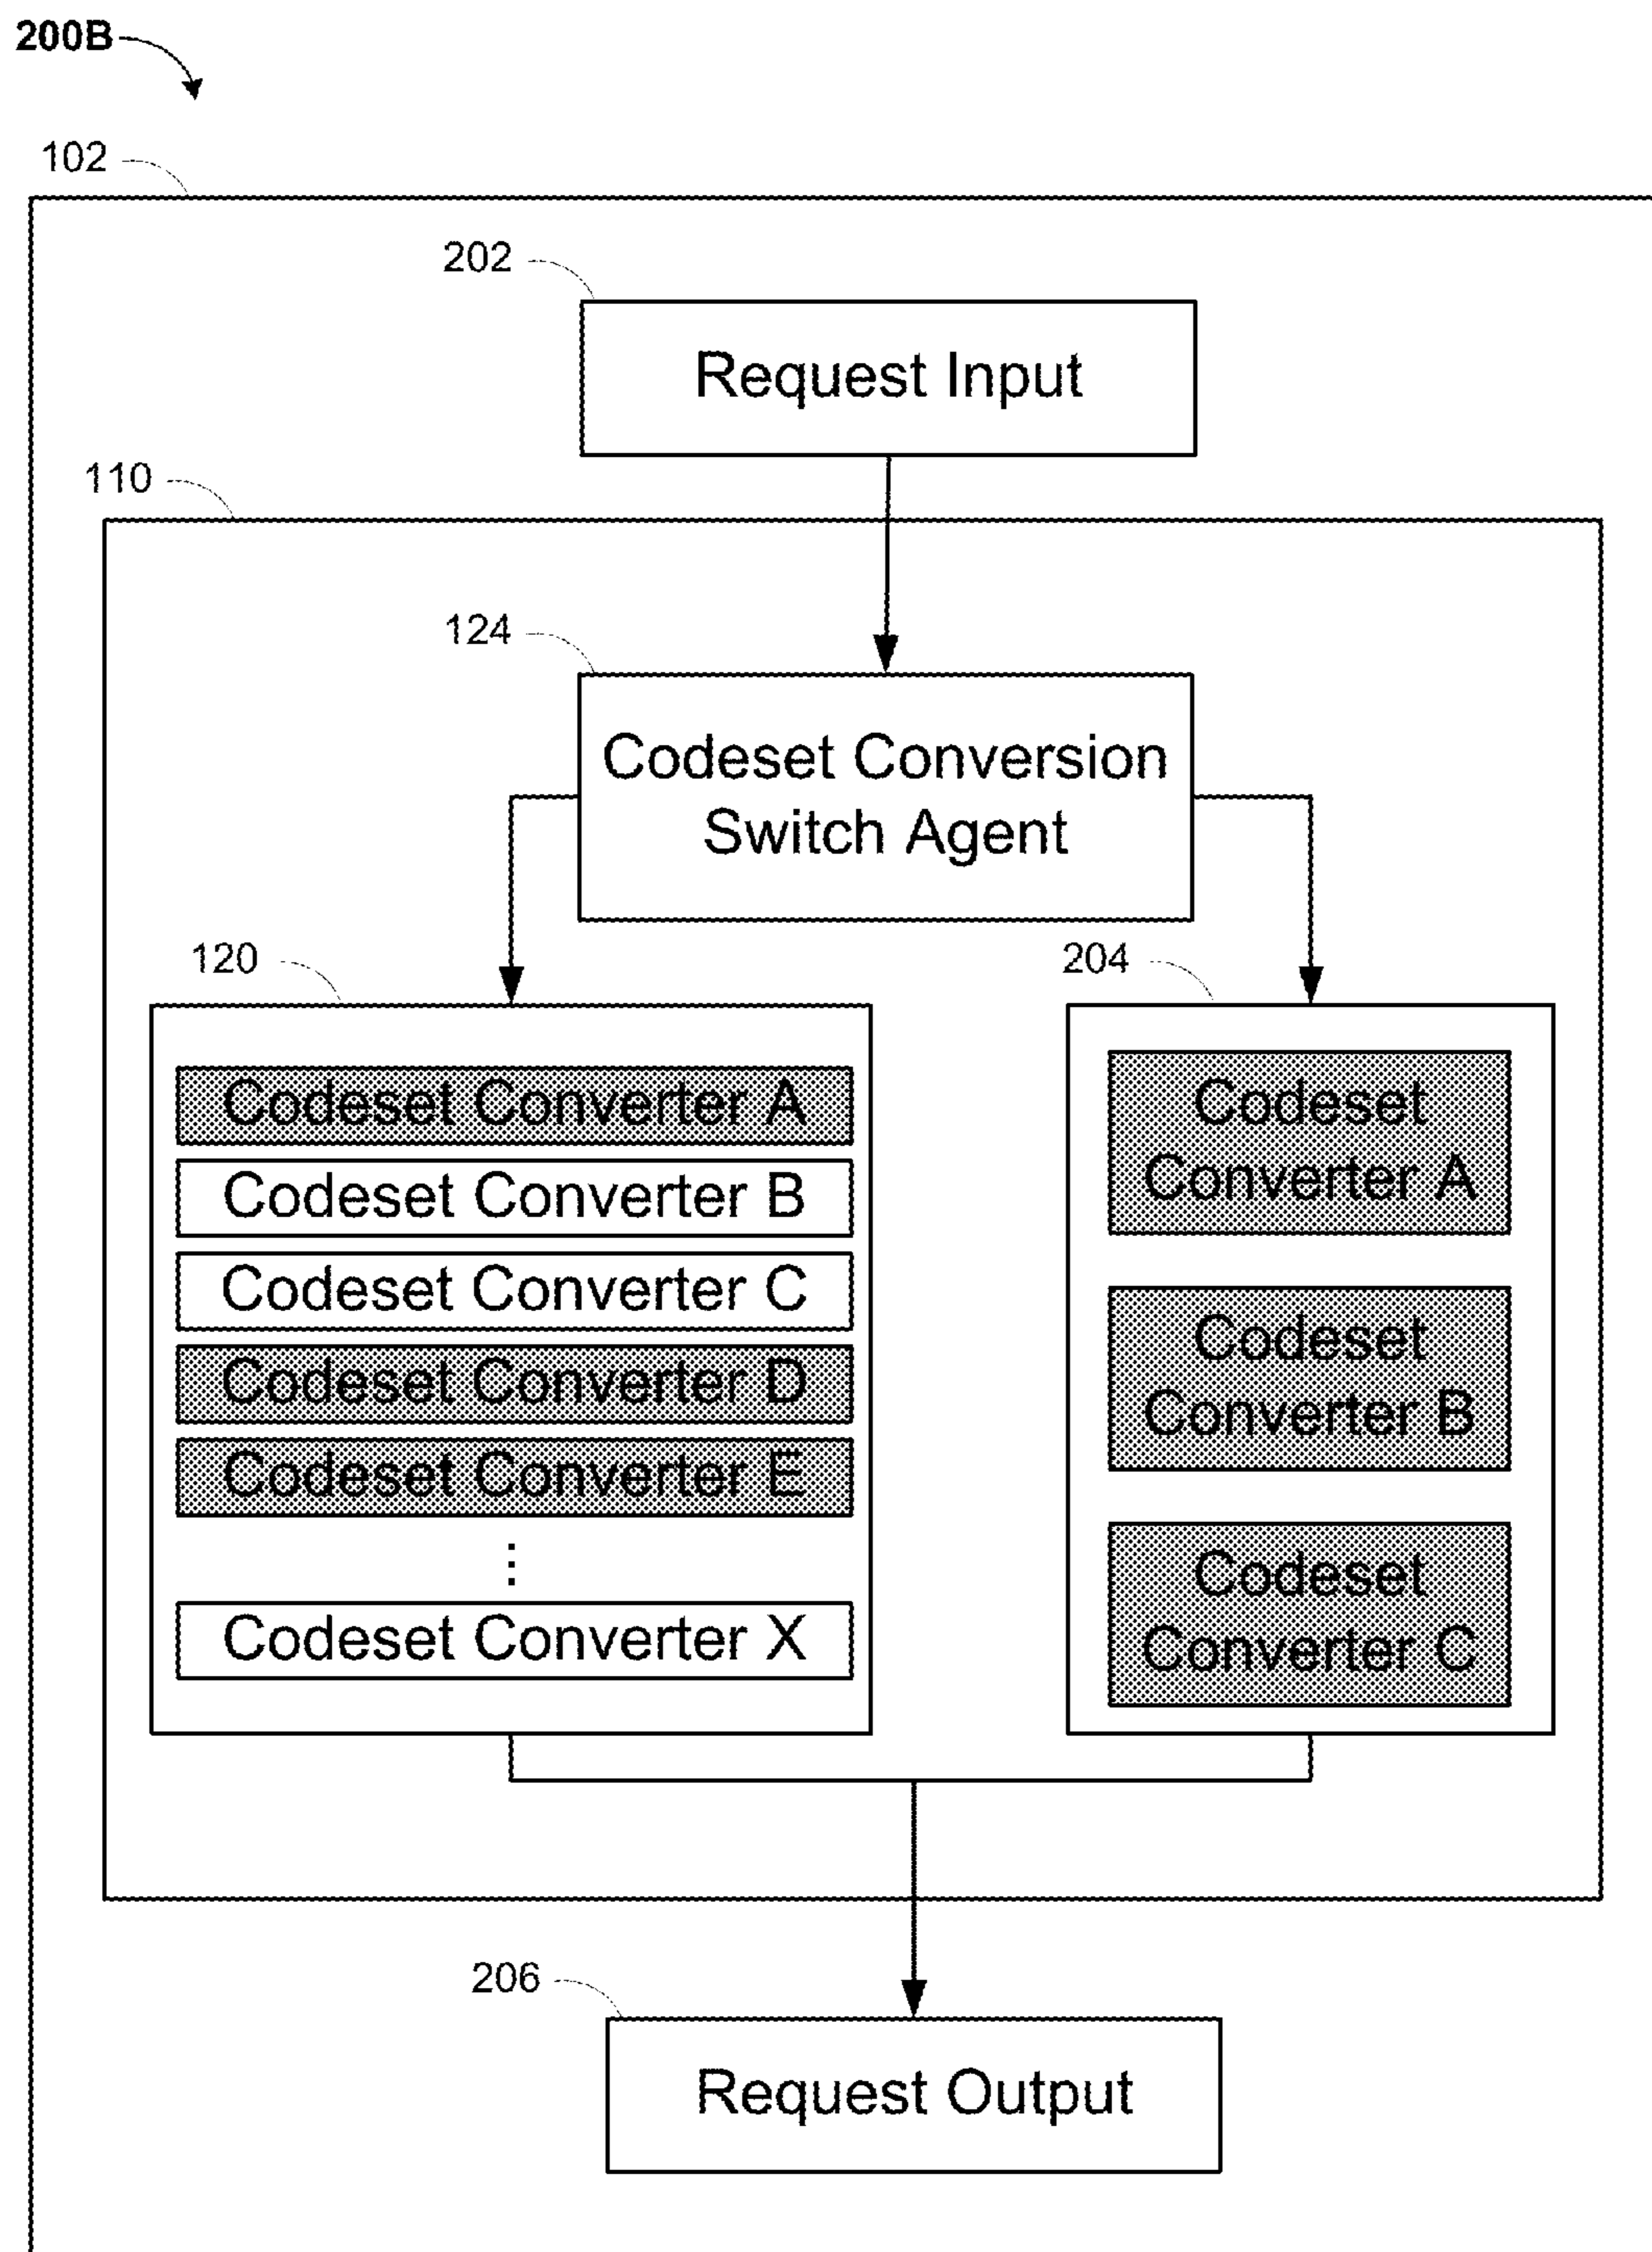 200B
102
202
Request Input
110
124
Codeset Conversion
Switch Agent
120
204
Codeset Converter A
Codeset Converter B
Codeset Converter C
Codeset Converter D
Codeset Converter E
⋮
Codeset Converter X
Codeset
Converter A
Codeset
Converter B
Codeset
Converter C
206
Request Output